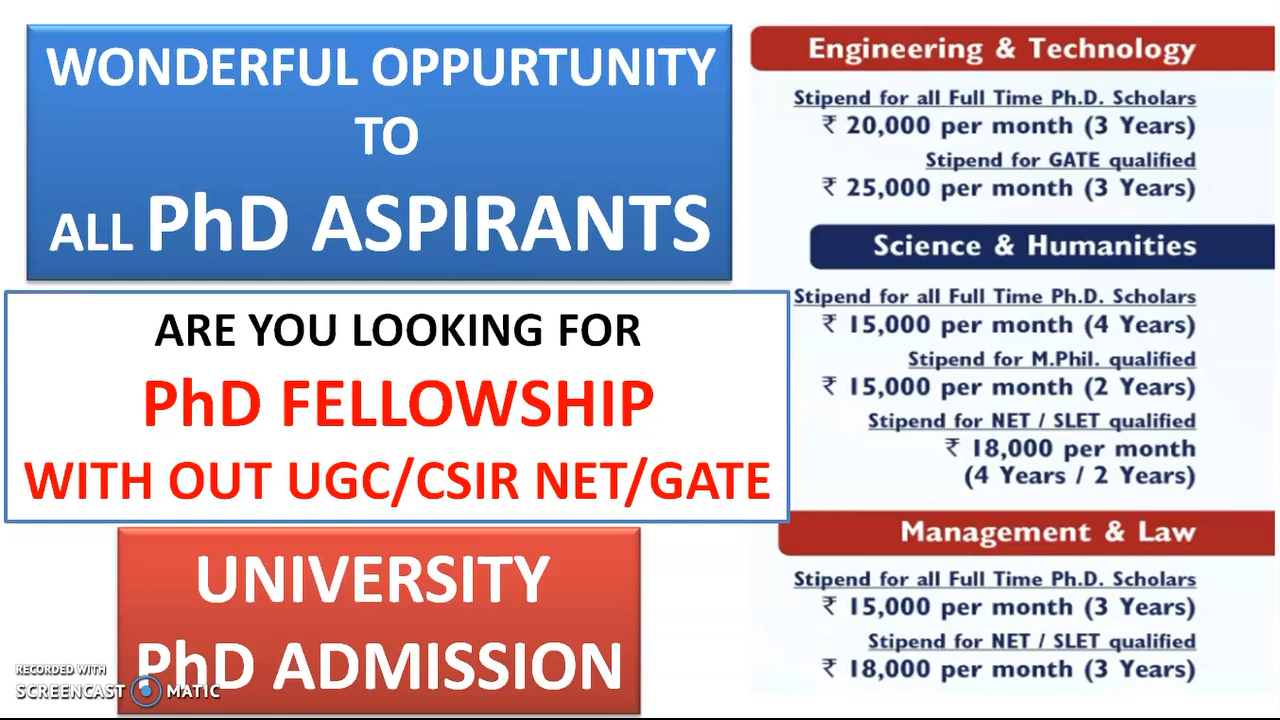 WONDERFUL OPPURTUNITY
TO
ALL PhD ASPIRANTS
ARE YOU LOOKING FOR
PhD FELLOWSHIP
WITH OUT UGC/CSIR NET/GATE
UNIVERSITY
PhD ADMISSION
RECORDED WITH
SCREENCAST MATIC
Engineering & Technology
Stipend for all Full Time Ph.D. Scholars
₹ 20,000 per month (3 Years)
Stipend for GATE qualified
₹ 25,000 per month (3 Years)
Science & Humanities
Stipend for all Full Time Ph.D. Scholars
₹ 15,000 per month (4 Years)
Stipend for M.Phil. qualified
₹ 15,000 per month (2 Years)
Stipend for NET / SLET qualified
₹ 18,000 per month
(4 Years / 2 Years)
Management & Law
Stipend for all Full Time Ph.D. Scholars
₹ 15,000 per month (3 Years)
Stipend for NET / SLET qualified
₹ 18,000 per month (3 Years)